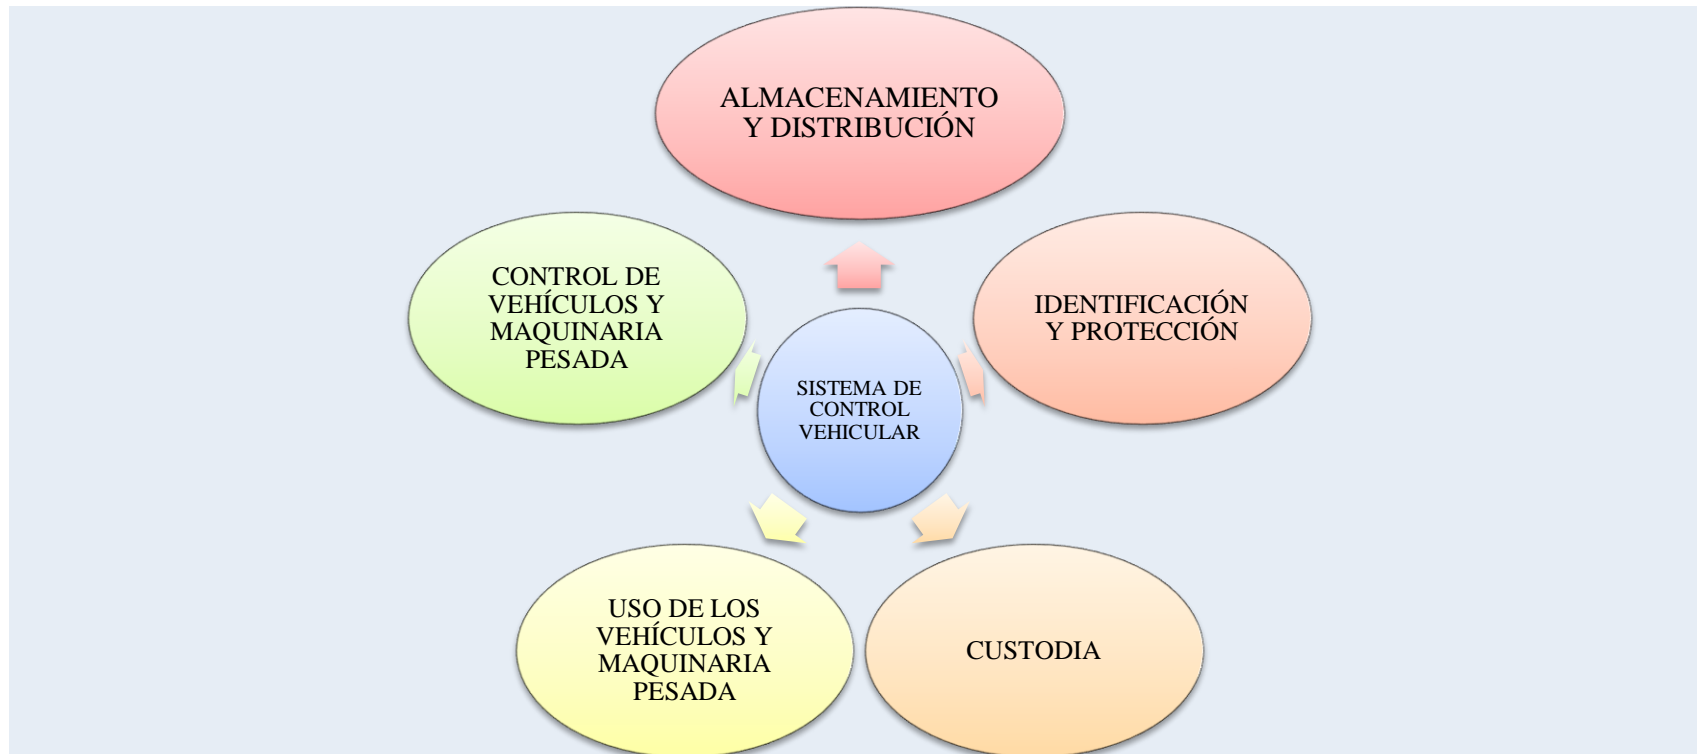 ALMACENAMIENTO
Y DISTRIBUCIÓN
CONTROL DE
VEHÍCULOS Y
MAQUINARIA
PESADA
IDENTIFICACIÓN
Y PROTECCIÓN
SISTEMA DE
CONTROL
VEHICULAR
USO DE LOS
VEHÍCULOS Y
MAQUINARIA
PESADA
CUSTODIA